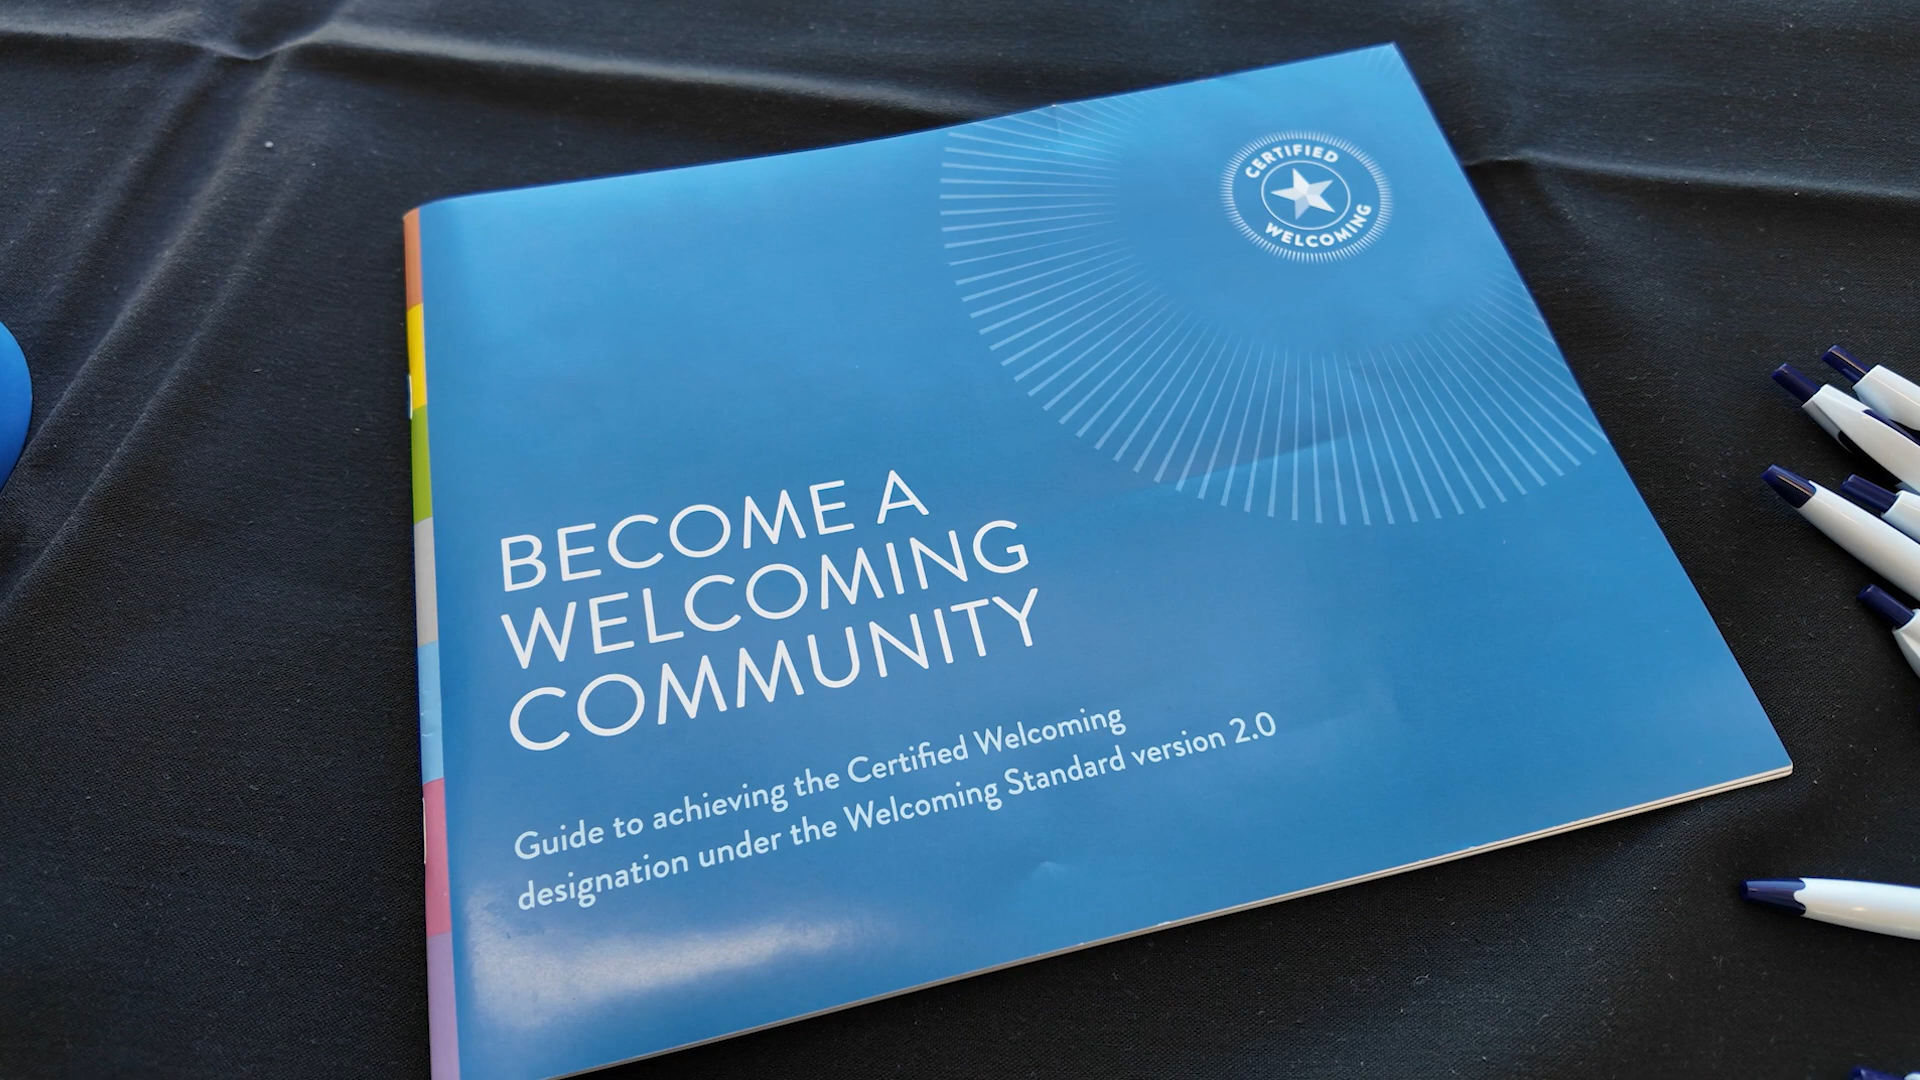 CERTIFIED
WELCOMING
BECOME A
WELCOMING
COMMUNITY
Guide to achieving the Certified Welcoming
designation under the Welcoming Standard version 2.0